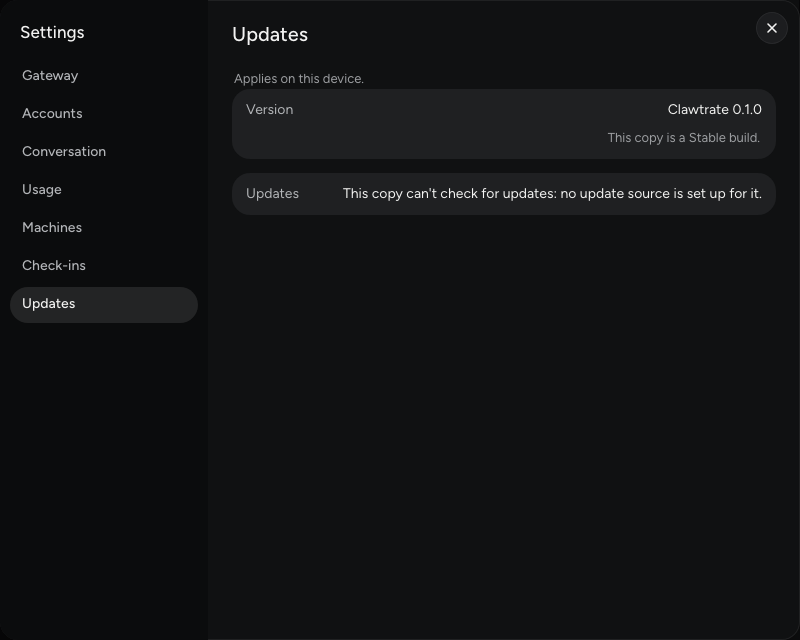 Settings
Gateway
Accounts
Conversation
Usage
Machines
Check-ins
Updates
Updates
Applies on this device.
Version Clawtrate 0.1.0
This copy is a Stable build.
Updates This copy can't check for updates: no update source is set up for it.